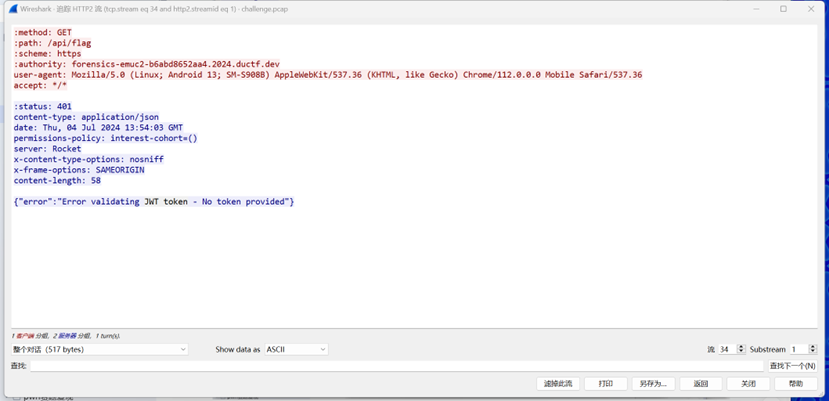 Wireshark · 追踪 HTTP2 流 (tcp.stream eq 34 and http2.streamid eq 1) · challenge.pcap
:method: GET
:path: /api/flag
:scheme: https
:authority: forensics-emuc2-b6abd8652aa4.2024.ductf.dev
user-agent: Mozilla/5.0 (Linux; Android 13; SM-S908B) AppleWebKit/537.36 (KHTML, like Gecko) Chrome/112.0.0.0 Mobile Safari/537.36
accept: */*
:status: 401
content-type: application/json
date: Thu, 04 Jul 2024 13:54:03 GMT
permissions-policy: interest-cohort=()
server: Rocket
x-content-type-options: nosniff
x-frame-options: SAMEORIGIN
content-length: 58
{"error":"Error validating JWT token - No token provided"}
1 客户端 分组, 2 服务器 分组, 1 turn(s).
整个对话 (517 bytes) Show data as ASCII 流 34 Substream 1
查找: 查找下一个(N)
滤掉此流 打印 另存为... 返回 关闭 帮助